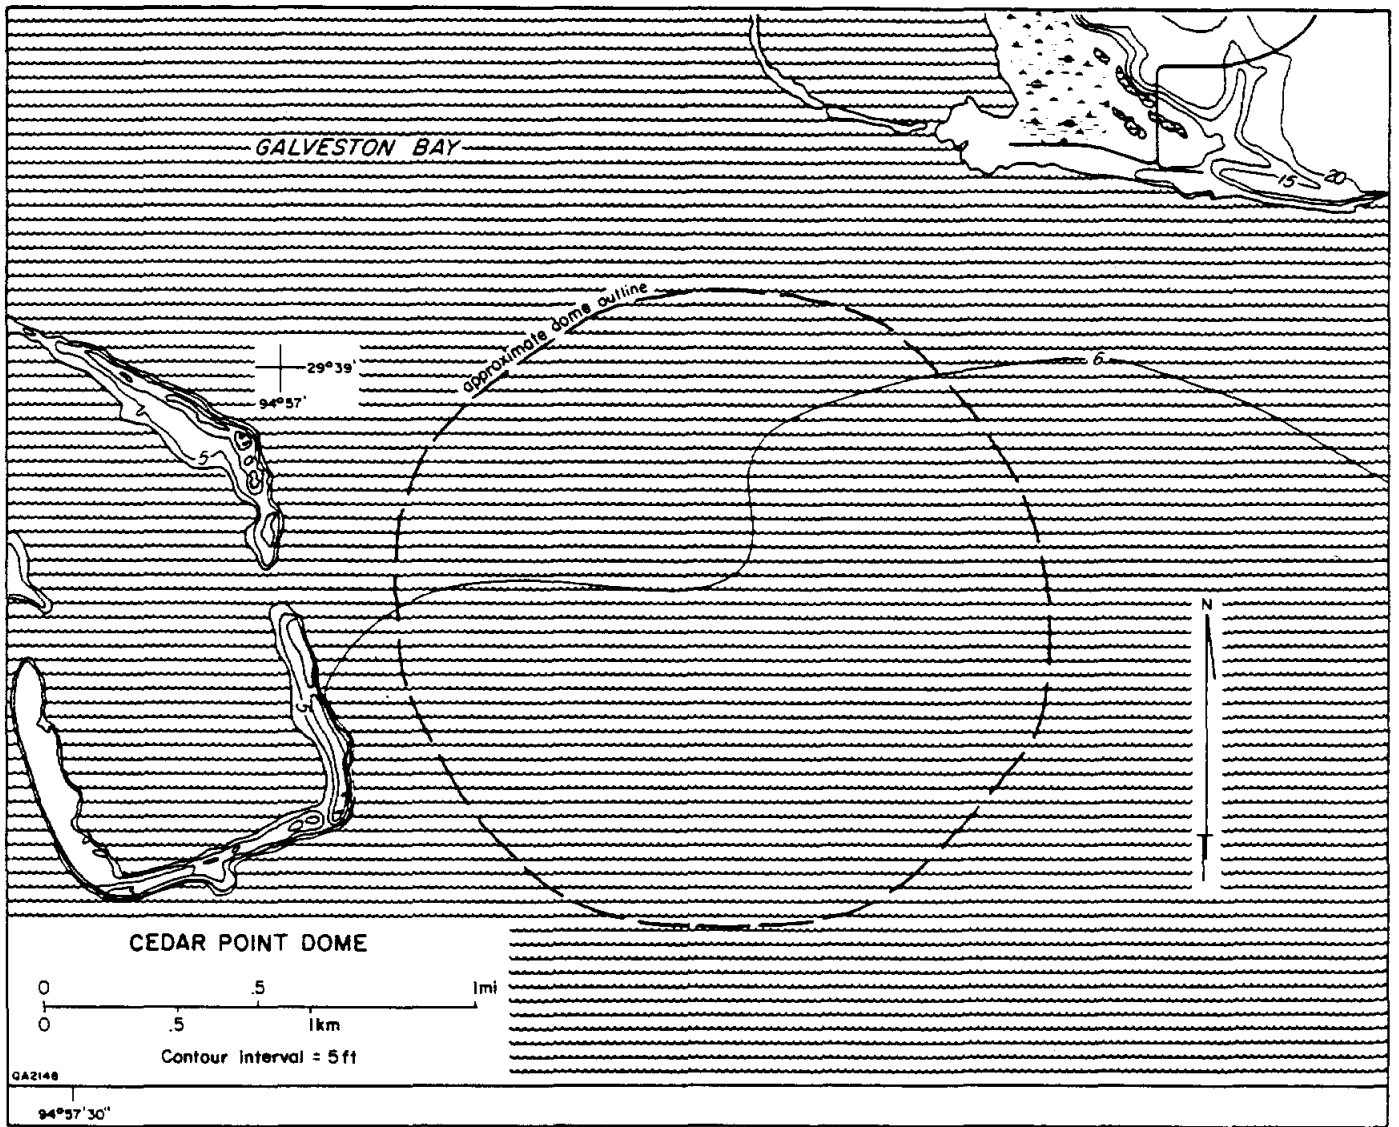 GALVESTON BAY
15
20
approximate dome outline
29°39'
94°57'
6
5
N
5
CEDAR POINT DOME
0 .5 1mi
0 .5 1km
Contour interval = 5ft
QA2148
94°57'30"